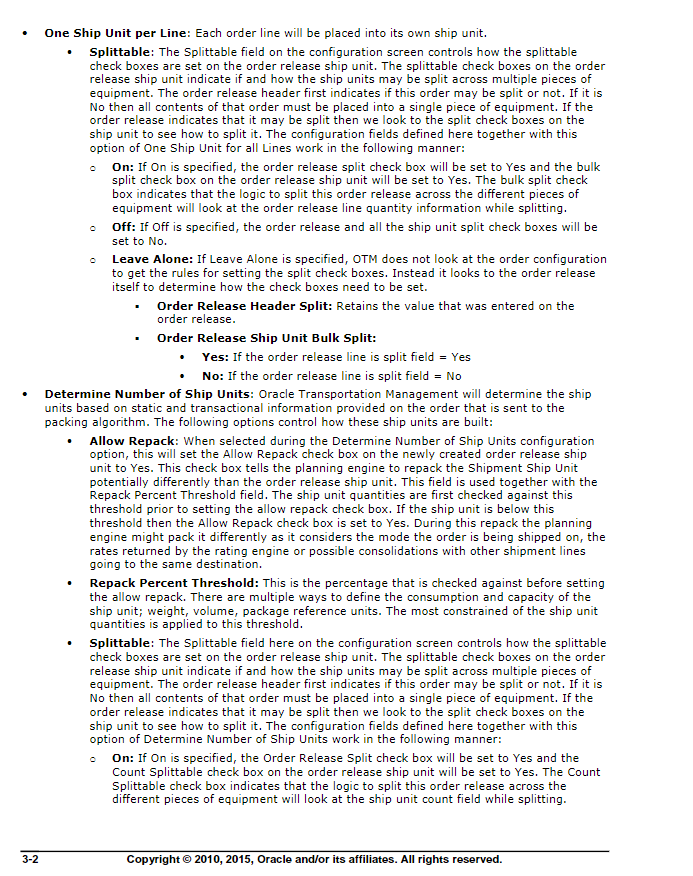 • One Ship Unit per Line: Each order line will be placed into its own ship unit.
• Splittable: The Splittable field on the configuration screen controls how the splittable
check boxes are set on the order release ship unit. The splittable check boxes on the order
release ship unit indicate if and how the ship units may be split across multiple pieces of
equipment. The order release header first indicates if this order may be split or not. If it is
No then all contents of that order must be placed into a single piece of equipment. If the
order release indicates that it may be split then we look to the split check boxes on the
ship unit to see how to split it. The configuration fields defined here together with this
option of One Ship Unit for all Lines work in the following manner:
o On: If On is specified, the order release split check box will be set to Yes and the bulk
split check box on the order release ship unit will be set to Yes. The bulk split check
box indicates that the logic to split this order release across the different pieces of
equipment will look at the order release line quantity information while splitting.
o Off: If Off is specified, the order release and all the ship unit split check boxes will be
set to No.
o Leave Alone: If Leave Alone is specified, OTM does not look at the order configuration
to get the rules for setting the split check boxes. Instead it looks to the order release
itself to determine how the check boxes need to be set.
▪ Order Release Header Split: Retains the value that was entered on the
order release.
▪ Order Release Ship Unit Bulk Split:
• Yes: If the order release line is split field = Yes
• No: If the order release line is split field = No
• Determine Number of Ship Units: Oracle Transportation Management will determine the ship
units based on static and transactional information provided on the order that is sent to the
packing algorithm. The following options control how these ship units are built:
• Allow Repack: When selected during the Determine Number of Ship Units configuration
option, this will set the Allow Repack check box on the newly created order release ship
unit to Yes. This check box tells the planning engine to repack the Shipment Ship Unit
potentially differently than the order release ship unit. This field is used together with the
Repack Percent Threshold field. The ship unit quantities are first checked against this
threshold prior to setting the allow repack check box. If the ship unit is below this
threshold then the Allow Repack check box is set to Yes. During this repack the planning
engine might pack it differently as it considers the mode the order is being shipped on, the
rates returned by the rating engine or possible consolidations with other shipment lines
going to the same destination.
• Repack Percent Threshold: This is the percentage that is checked against before setting
the allow repack. There are multiple ways to define the consumption and capacity of the
ship unit; weight, volume, package reference units. The most constrained of the ship unit
quantities is applied to this threshold.
• Splittable: The Splittable field here on the configuration screen controls how the splittable
check boxes are set on the order release ship unit. The splittable check boxes on the order
release ship unit indicate if and how the ship units may be split across multiple pieces of
equipment. The order release header first indicates if this order may be split or not. If it is
No then all contents of that order must be placed into a single piece of equipment. If the
order release indicates that it may be split then we look to the split check boxes on the
ship unit to see how to split it. The configuration fields defined here together with this
option of Determine Number of Ship Units work in the following manner:
o On: If On is specified, the Order Release Split check box will be set to Yes and the
Count Splittable check box on the order release ship unit will be set to Yes. The Count
Splittable check box indicates that the logic to split this order release across the
different pieces of equipment will look at the ship unit count field while splitting.
3-2 Copyright © 2010, 2015, Oracle and/or its affiliates. All rights reserved.